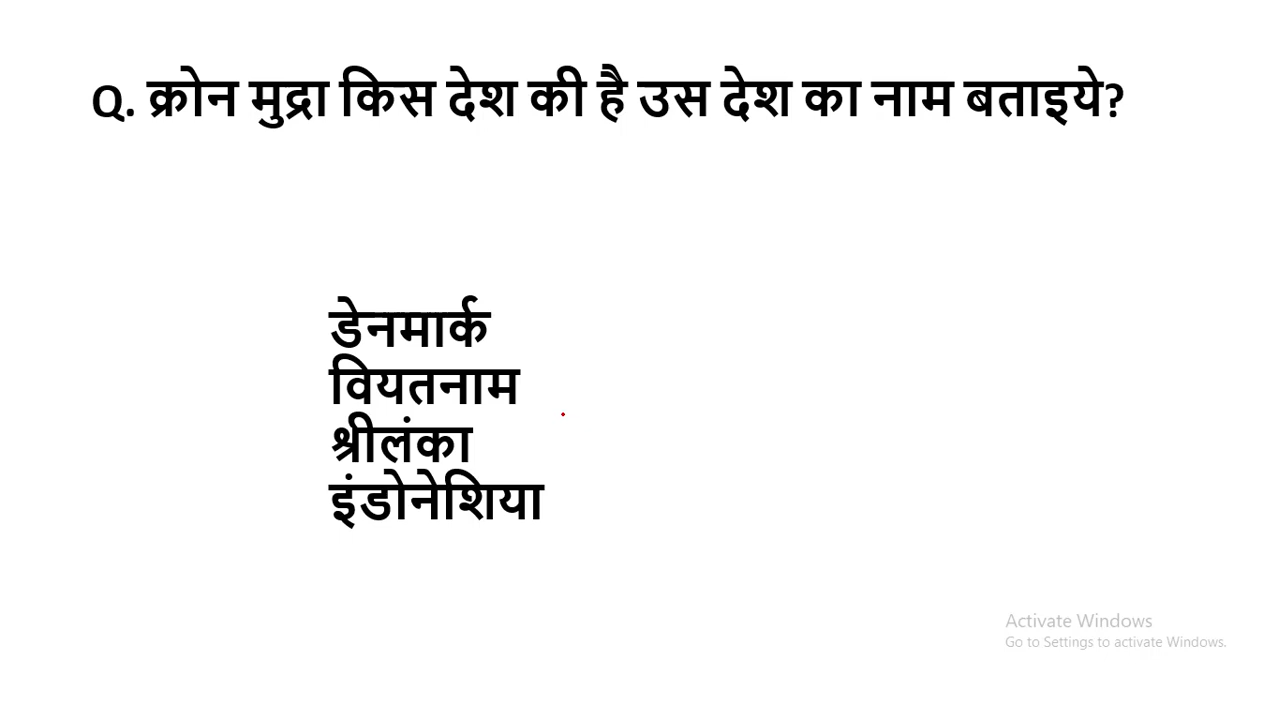 Q. क्रोन मुद्रा किस देश की है उस देश का नाम बताइये?
डेनमार्क
वियतनाम
श्रीलंका
इंडोनेशिया
Activate Windows
Go to Settings to activate Windows.